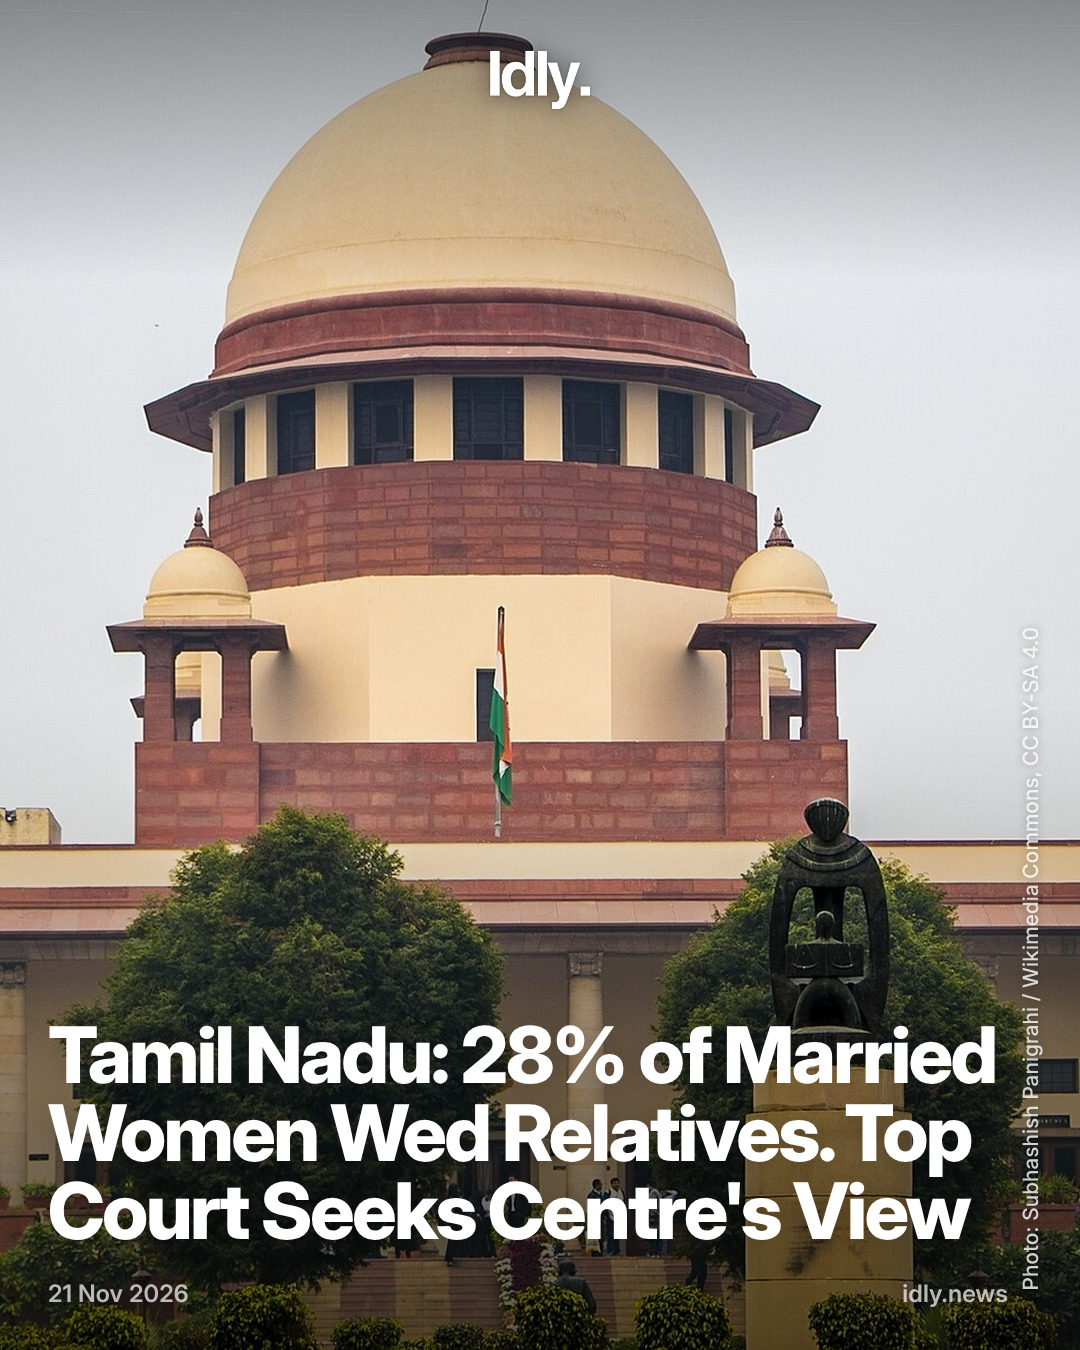 Idly.
Photo: Subhashish Panigrahi / Wikimedia Commons, CC BY-SA 4.0
Tamil Nadu: 28% of Married
Women Wed Relatives. Top
Court Seeks Centre's View
21 Nov 2026
idly.news